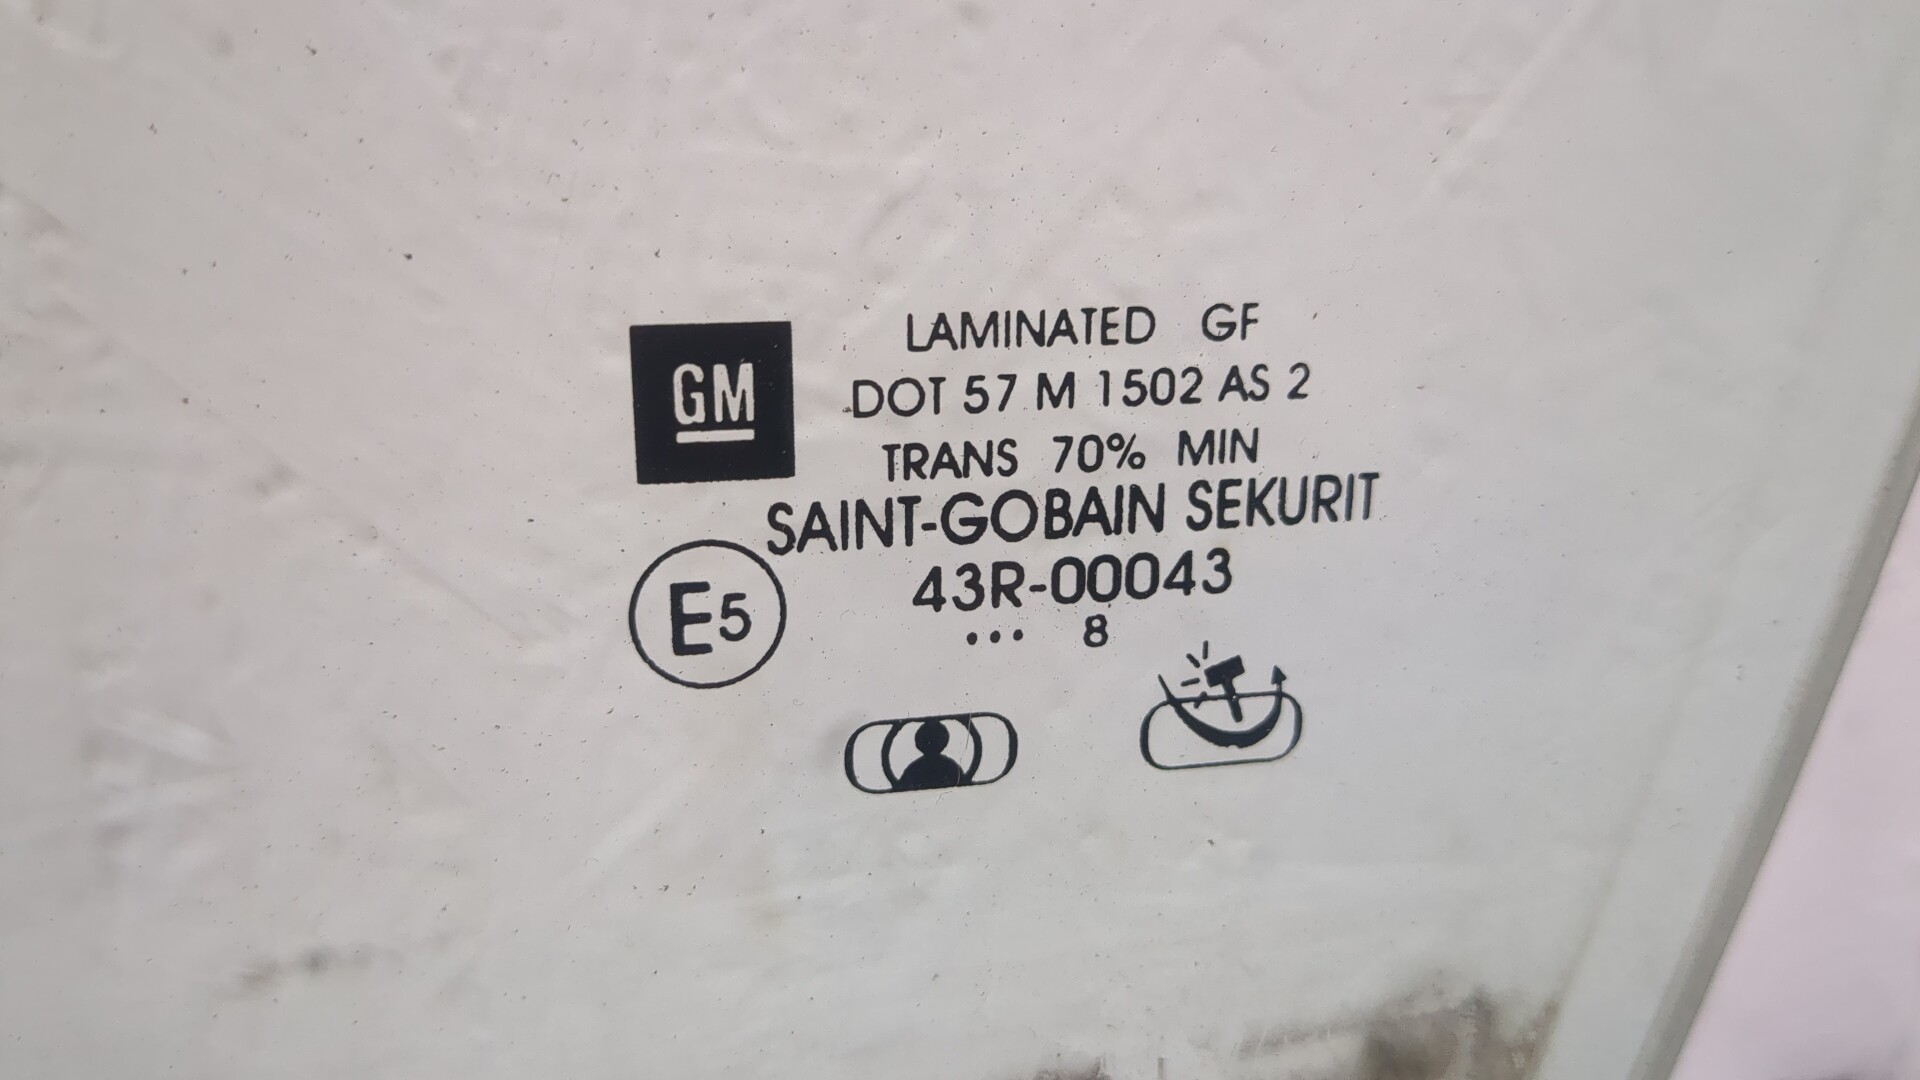 GM
LAMINATED GF
DOT 57 M 1502 AS 2
TRANS 70% MIN
SAINT-GOBAIN SEKURIT
E5
43R-00043
... 8